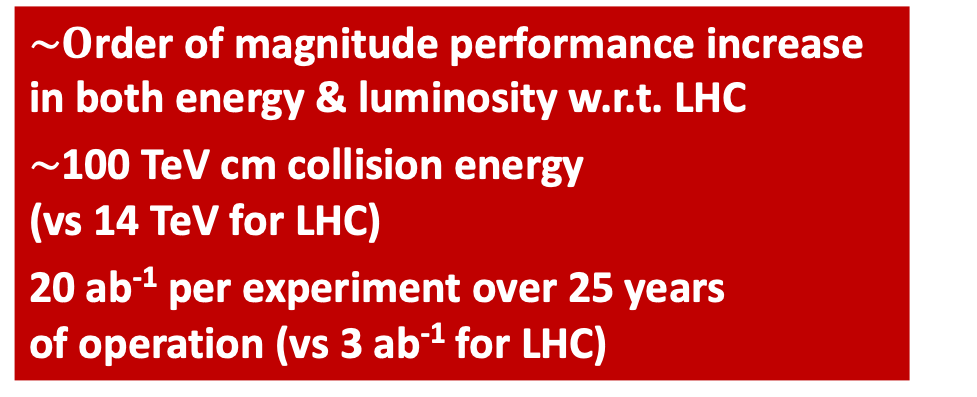 ~Order of magnitude performance increase
in both energy & luminosity w.r.t. LHC
~100 TeV cm collision energy
(vs 14 TeV for LHC)
20 ab⁻¹ per experiment over 25 years
of operation (vs 3 ab⁻¹ for LHC)